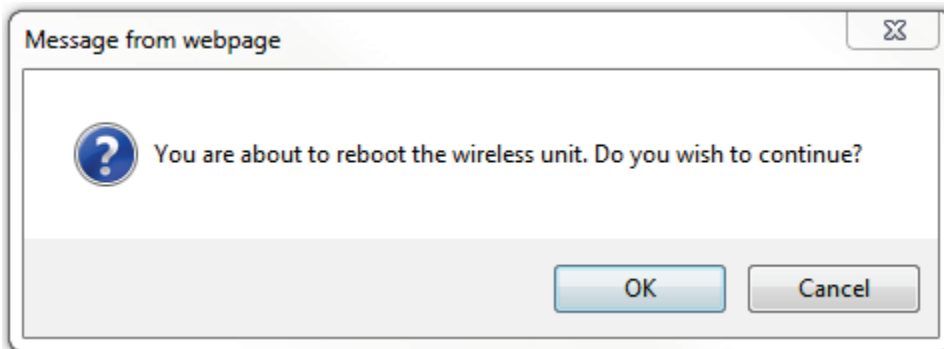 Message from webpage
You are about to reboot the wireless unit. Do you wish to continue?
OK
Cancel